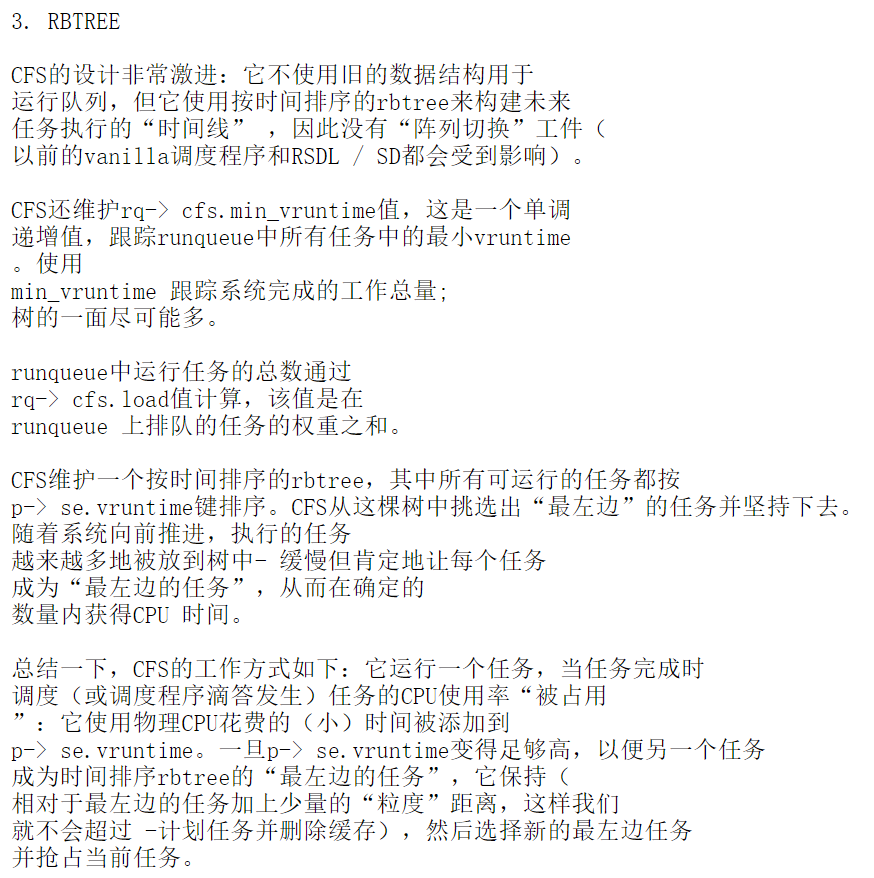 3. RBTREE
CFS的设计非常激进：它不使用旧的数据结构用于
运行队列，但它使用按时间排序的rbtree来构建未来
任务执行的“时间线” ，因此没有“阵列切换”工件（
以前的vanilla调度程序和RSDL / SD都会受到影响）。
CFS还维护rq-> cfs.min_vruntime值，这是一个单调
递增值，跟踪runqueue中所有任务中的最小vruntime
。使用
min_vruntime 跟踪系统完成的工作总量;
树的一面尽可能多。
runqueue中运行任务的总数通过
rq-> cfs.load值计算，该值是在
runqueue 上排队的任务的权重之和。
CFS维护一个按时间排序的rbtree，其中所有可运行的任务都按
p-> se.vruntime键排序。CFS从这棵树中挑选出“最左边”的任务并坚持下去。
随着系统向前推进，执行的任务
越来越多地被放到树中- 缓慢但肯定地让每个任务
成为“最左边的任务”，从而在确定的
数量内获得CPU 时间。
总结一下，CFS的工作方式如下：它运行一个任务，当任务完成时
调度（或调度程序滴答发生）任务的CPU使用率“被占用
”：它使用物理CPU花费的（小）时间被添加到
p-> se.vruntime。一旦p-> se.vruntime变得足够高，以便另一个任务
成为时间排序rbtree的“最左边的任务”，它保持（
相对于最左边的任务加上少量的“粒度”距离，这样我们
就不会超过 -计划任务并删除缓存），然后选择新的最左边任务
并抢占当前任务。